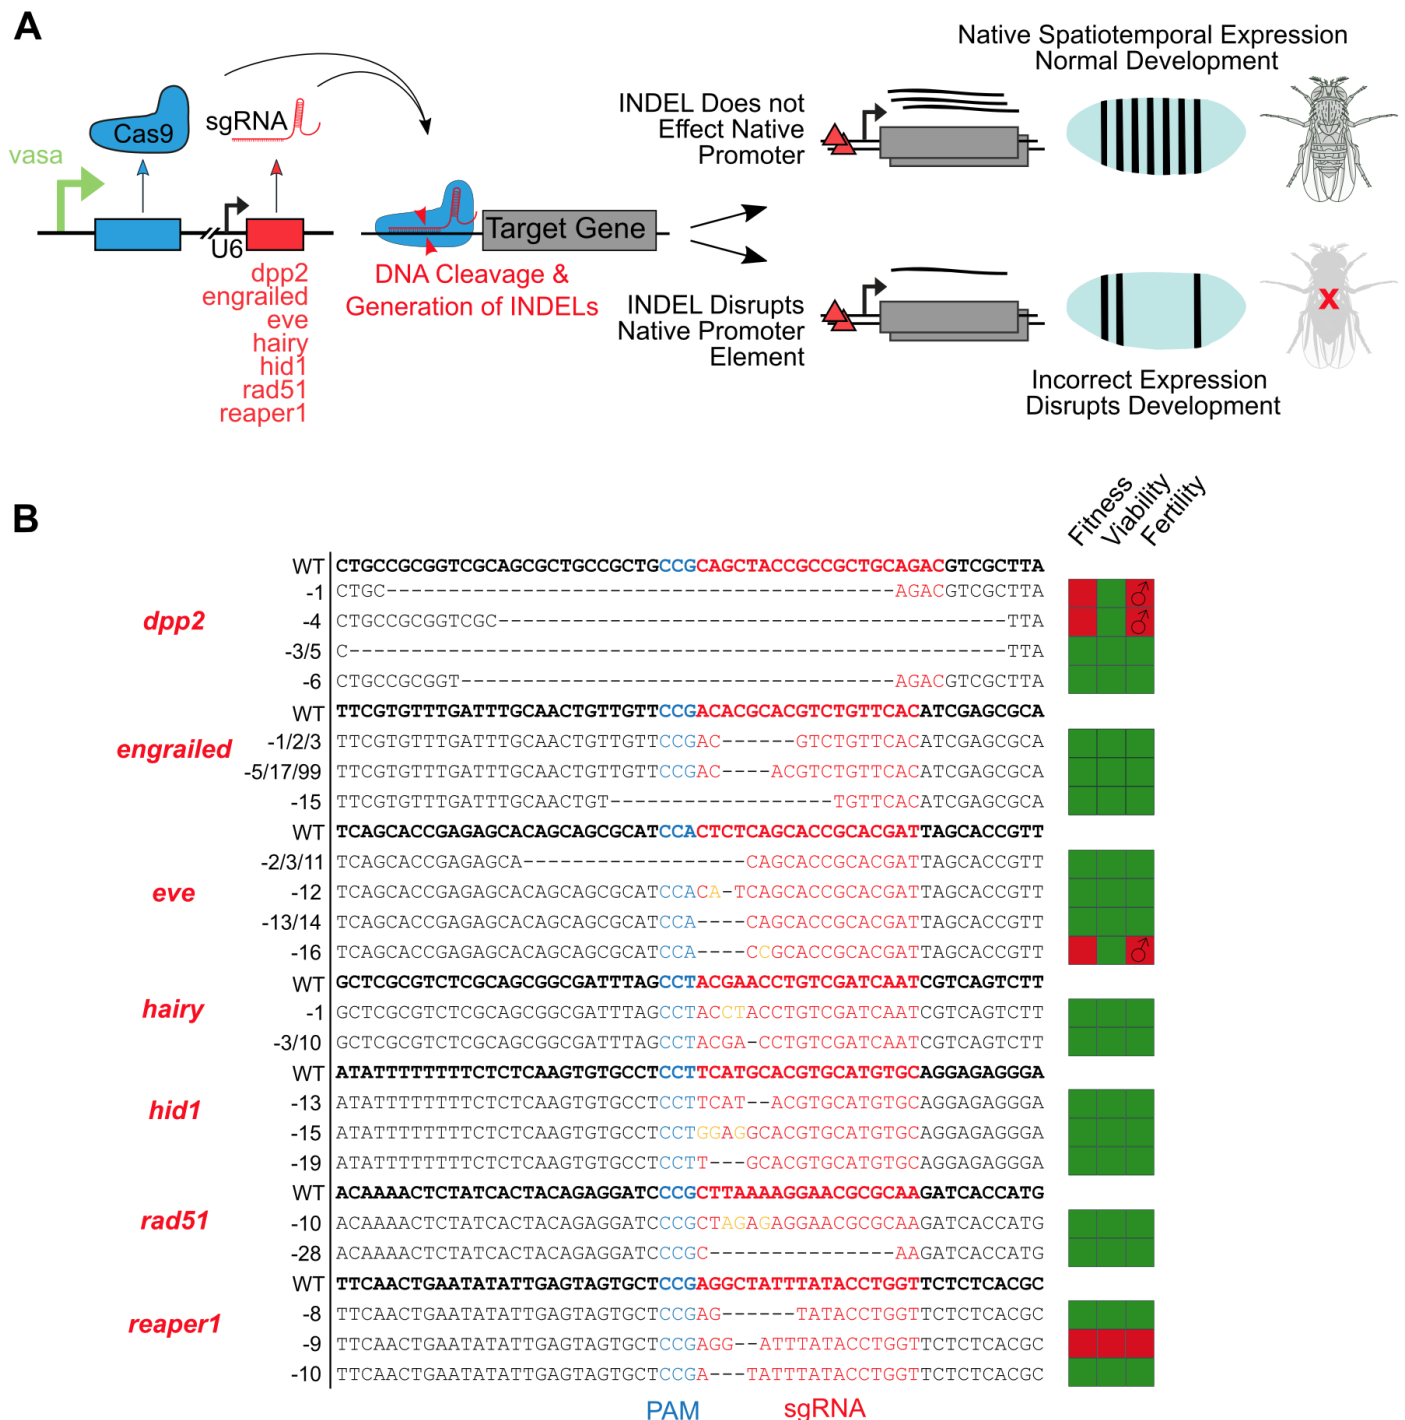 A
Native Spatiotemporal Expression
Normal Development
INDEL Does not
Effect Native
Promoter
Cas9
sgRNA
vasa
U6
Target Gene
dpp2
engrailed
eve
hairy
hid1
rad51
reaper1
DNA Cleavage &
Generation of INDELs
INDEL Disrupts
Native Promoter
Element
x
Incorrect Expression
Disrupts Development
B
Fitness
Viability
Fertility
WT CTGCCGCGGTCGCAGCGCTGCCGCTGCCGCAGCTACCGCCGCTGCAGACGTCGCTTA
-1 CTGC------------------------------------------AGACGTCGCTTA ♂
dpp2
-4 CTGCCGCGGTCGC------------------------------------------TTA ♂
-3/5 C------------------------------------------------------TTA
-6 CTGCCGCGGT------------------------------------AGACGTCGCTTA
WT TTCGTGTTTGATTTGCAACTGTTGTTCCGACACGCACGTCTGTTCACATCGAGCGCA
engrailed
-1/2/3 TTCGTGTTTGATTTGCAACTGTTGTTCCGAC------GTCTGTTCACATCGAGCGCA
-5/17/99 TTCGTGTTTGATTTGCAACTGTTGTTCCGAC----ACGTCTGTTCACATCGAGCGCA
-15 TTCGTGTTTGATTTGCAACTGT------------------TGTTCACATCGAGCGCA
WT TCAGCACCGAGAGCACAGCAGCGCATCCACTCTCAGCACCGCACGATTAGCACCGTT
-2/3/11 TCAGCACCGAGAGCA------------------CAGCACCGCACGATTAGCACCGTT
eve
-12 TCAGCACCGAGAGCACAGCAGCGCATCCACA-TCAGCACCGCACGATTAGCACCGTT
-13/14 TCAGCACCGAGAGCACAGCAGCGCATCCA----CAGCACCGCACGATTAGCACCGTT
-16 TCAGCACCGAGAGCACAGCAGCGCATCCA----CCGCACCGCACGATTAGCACCGTT ♂
WT GCTCGCGTCTCGCAGCGGCGATTTAGCCTACGAACCTGTCGATCAATCGTCAGTCTT
hairy
-1 GCTCGCGTCTCGCAGCGGCGATTTAGCCTACCTACCTGTCGATCAATCGTCAGTCTT
-3/10 GCTCGCGTCTCGCAGCGGCGATTTAGCCTACGA-CCTGTCGATCAATCGTCAGTCTT
WT ATATTTTTTTTCTCTCAAGTGTGCCTCCTTCATGCACGTGCATGTGCAGGAGAGGGA
hid1
-13 ATATTTTTTTTCTCTCAAGTGTGCCTCCTTCAT--ACGTGCATGTGCAGGAGAGGGA
-15 ATATTTTTTTTCTCTCAAGTGTGCCTCCTGGAGGCACGTGCATGTGCAGGAGAGGGA
-19 ATATTTTTTTTCTCTCAAGTGTGCCTCCTT---GCACGTGCATGTGCAGGAGAGGGA
WT ACAAAACTCTATCACTACAGAGGATCCCGCTTAAAAGGAACGCGCAAGATCACCATG
rad51
-10 ACAAAACTCTATCACTACAGAGGATCCCGCTAGAGAGGAACGCGCAAGATCACCATG
-28 ACAAAACTCTATCACTACAGAGGATCCCGC---------------AAGATCACCATG
WT TTCAACTGAATATATTGAGTAGTGCTCCGAGGCTATTTATACCTGGTTCTCTCACGC
-8 TTCAACTGAATATATTGAGTAGTGCTCCGAG------TATACCTGGTTCTCTCACGC
reaper1
-9 TTCAACTGAATATATTGAGTAGTGCTCCGAGG--ATTTATACCTGGTTCTCTCACGC
-10 TTCAACTGAATATATTGAGTAGTGCTCCGA---TATTTATACCTGGTTCTCTCACGC
PAM sgRNA